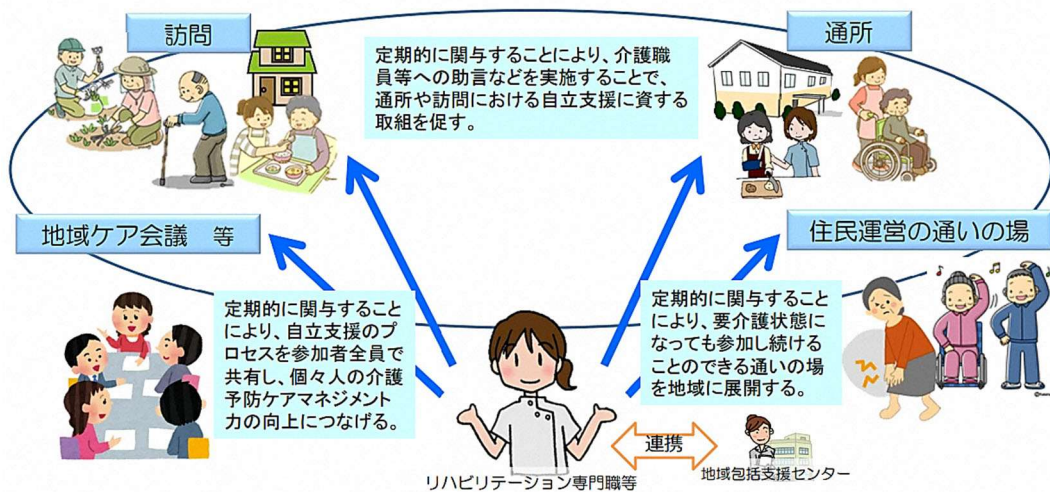 訪問
定期的に関与することにより、介護職
員等への助言などを実施することで、
通所や訪問における自立支援に資する
取組を促す。
通所
地域ケア会議 等
住民運営の通いの場
定期的に関与すること
により、自立支援のプ
ロセスを参加者全員で
共有し、個々人の介護
予防ケアマネジメント
力の向上につなげる。
定期的に関与すること
により、要介護状態に
なっても参加し続ける
ことのできる通いの場
を地域に展開する。
連携
リハビリテーション専門職等
地域包括支援センター